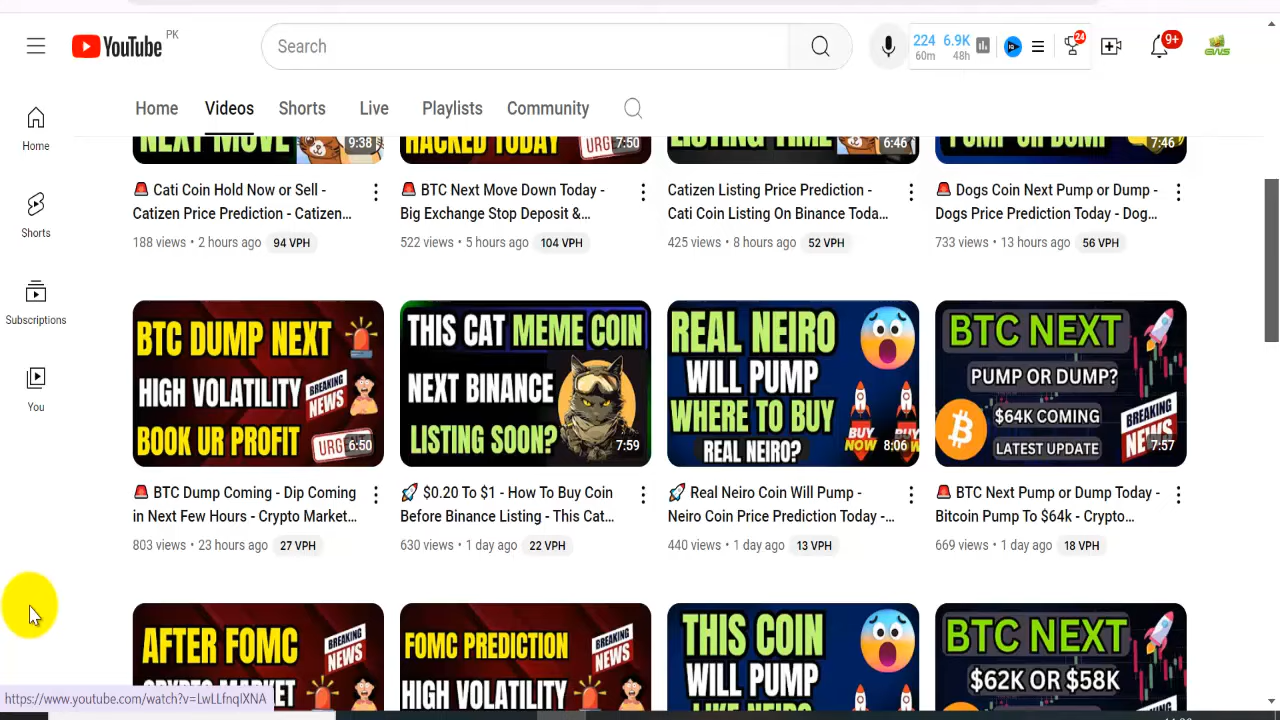 YouTube PK
Search
224 6.9K
60m 48h
24
9+
GNS
Home Videos Shorts Live Playlists Community
Home
Shorts
Subscriptions
You
NEXT MOVE
9:38
HACKED TODAY
URG
7:50
LISTING TIME
6:46
PUMP OR DUMP
7:46
🚨 Cati Coin Hold Now or Sell -
Catizen Price Prediction - Catizen...
188 views • 2 hours ago 94 VPH
🚨 BTC Next Move Down Today -
Big Exchange Stop Deposit &...
522 views • 5 hours ago 104 VPH
Catizen Listing Price Prediction -
Cati Coin Listing On Binance Toda...
425 views • 8 hours ago 52 VPH
🚨 Dogs Coin Next Pump or Dump -
Dogs Price Prediction Today - Dog...
733 views • 13 hours ago 56 VPH
BTC DUMP NEXT
HIGH VOLATILITY
BREAKING
NEWS
BOOK UR PROFIT
URG
6:50
THIS CAT MEME COIN
NEXT BINANCE
LISTING SOON?
7:59
REAL NEIRO
WILL PUMP
WHERE TO BUY
REAL NEIRO?
BUY
NOW
8:06
BTC NEXT
PUMP OR DUMP?
$64K COMING
LATEST UPDATE
BREAKING
NEWS
7:57
🚨 BTC Dump Coming - Dip Coming
in Next Few Hours - Crypto Market...
803 views • 23 hours ago 27 VPH
🚀 $0.20 To $1 - How To Buy Coin
Before Binance Listing - This Cat...
630 views • 1 day ago 22 VPH
🚀 Real Neiro Coin Will Pump -
Neiro Coin Price Prediction Today -...
440 views • 1 day ago 13 VPH
🚨 BTC Next Pump or Dump Today -
Bitcoin Pump To $64k - Crypto...
669 views • 1 day ago 18 VPH
AFTER FOMC
BREAKING
NEWS
CRYPTO MARKET
FOMC PREDICTION
BREAKING
NEWS
HIGH VOLATILITY
THIS COIN
WILL PUMP
LIKE NEIRO
BTC NEXT
$62K OR $58K
https://www.youtube.com/watch?v=LwLLfnqIXNA